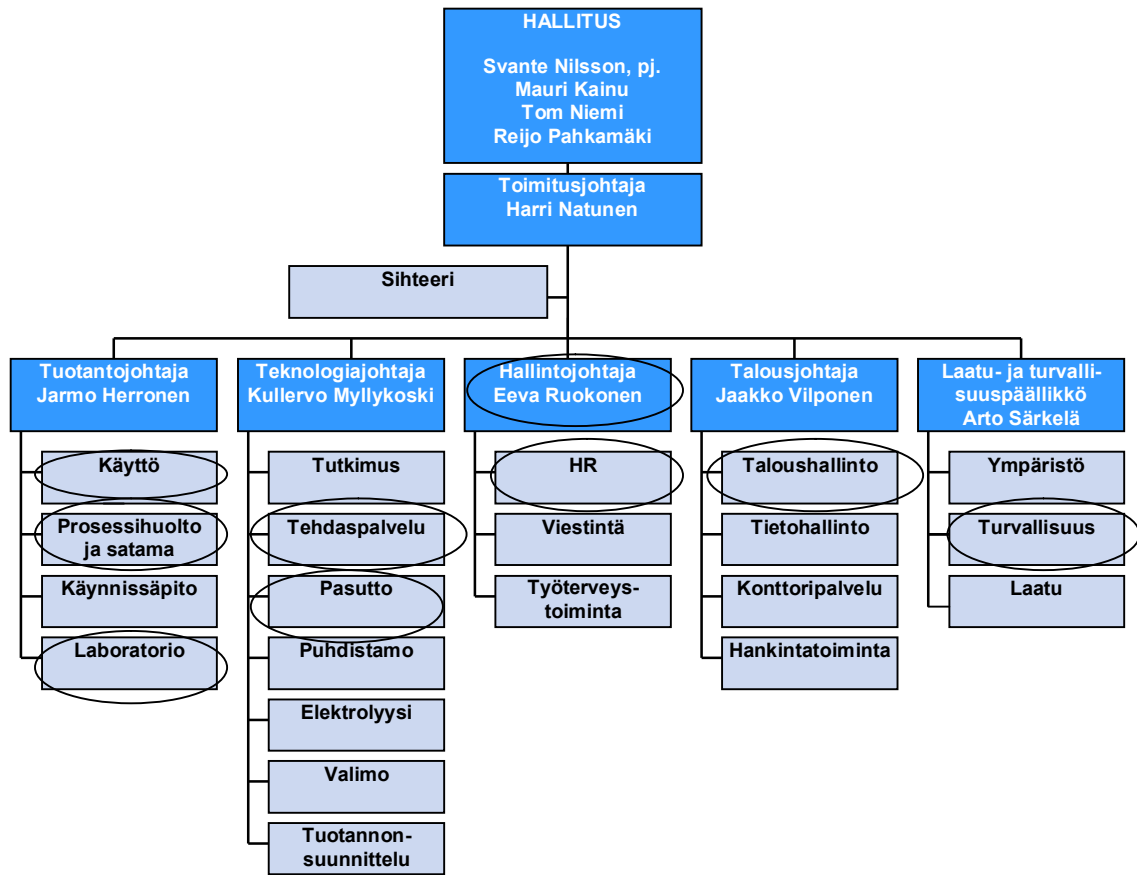 HALLITUS
Svante Nilsson, pj.
Mauri Kainu
Tom Niemi
Reijo Pahkamäki
Toimitusjohtaja
Harri Natunen
Sihteeri
Tuotantojohtaja
Jarmo Herronen
Käyttö
Prosessihuolto
ja satama
Käynnissäpito
Laboratorio
Teknologiajohtaja
Kullervo Myllykoski
Tutkimus
Tehdaspalvelu
Pasutto
Puhdistamo
Elektrolyysi
Valimo
Tuotannon-
suunnittelu
Hallintojohtaja
Eeva Ruokonen
HR
Viestintä
Työterveys-
toiminta
Talousjohtaja
Jaakko Vilponen
Taloushallinto
Tietohallinto
Konttoripalvelu
Hankintatoiminta
Laatu- ja turvalli-
suuspäällikkö
Arto Särkelä
Ympäristö
Turvallisuus
Laatu